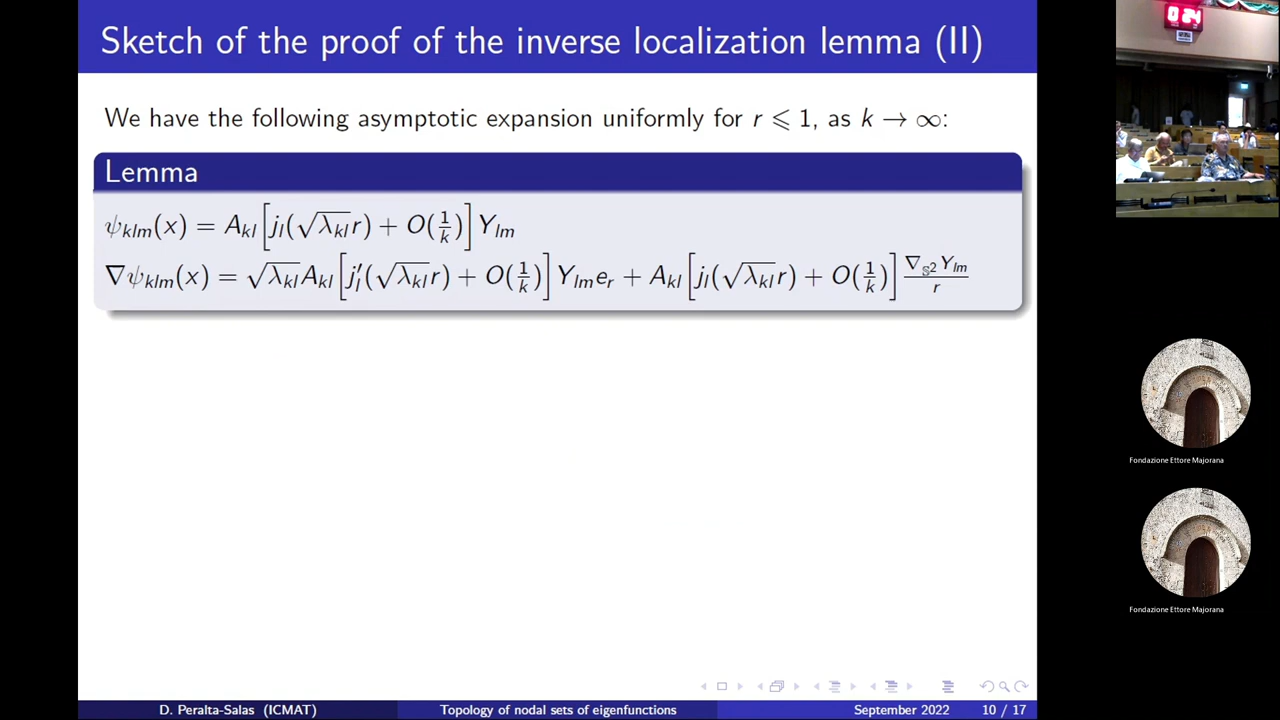 Sketch of the proof of the inverse localization lemma (II)
We have the following asymptotic expansion uniformly for r ⩽ 1, as k → ∞:
Lemma
ψ_{klm}(x) = A_{kl}[j_l(√λ_{kl} r) + O(1/k)]Y_{lm}
∇ψ_{klm}(x) = √λ_{kl} A_{kl}[j′_l(√λ_{kl} r) + O(1/k)]Y_{lm}e_r + A_{kl}[j_l(√λ_{kl} r) + O(1/k)] ∇_{𝕊²}Y_{lm}/r
D. Peralta-Salas (ICMAT) Topology of nodal sets of eigenfunctions September 2022 10 / 17
Fondazione Ettore Majorana
Fondazione Ettore Majorana